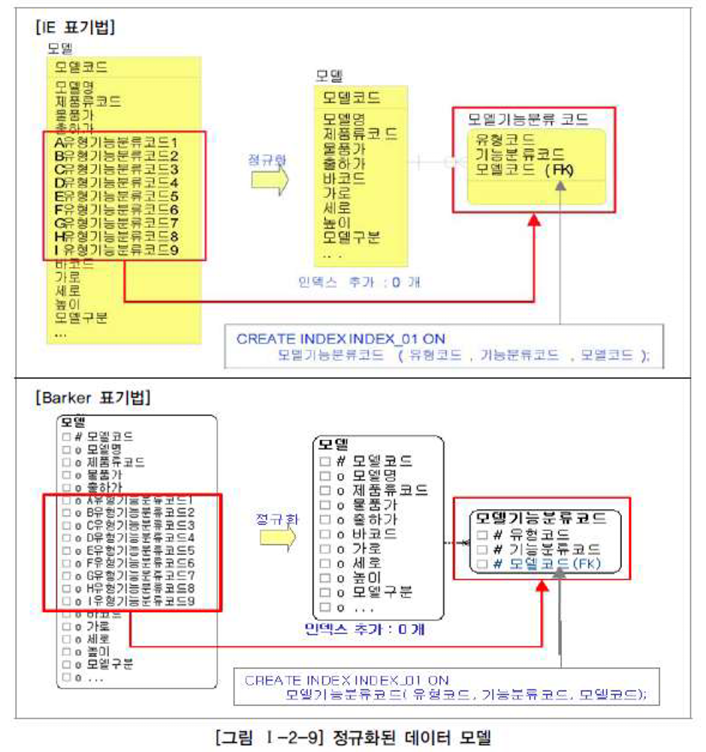 [IE 표기법]
모델
모델코드
모델명
제품류코드
물품가
출하가
A유형기능분류코드1
B유형기능분류코드2
C유형기능분류코드3
D유형기능분류코드4
E유형기능분류코드5
F유형기능분류코드6
G유형기능분류코드7
H유형기능분류코드8
I 유형기능분류코드9
바코드
가로
세로
높이
모델구분
...
정규화
모델
모델코드
모델명
제품류코드
물품가
출하가
바코드
가로
세로
높이
모델구분
...
인덱스 추가 : 0 개
모델기능분류 코드
유형코드
기능분류코드
모델코드 (FK)
CREATE INDEX INDEX_01 ON
모델기능분류코드 ( 유형코드 , 기능분류코드 , 모델코드 );
[Barker 표기법]
모델
# 모델코드
o 모델명
o 제품류코드
o 물품가
o 출하가
o A유형기능분류코드1
o B유형기능분류코드2
o C유형기능분류코드3
o D유형기능분류코드4
o E유형기능분류코드5
o F유형기능분류코드6
o G유형기능분류코드7
o H유형기능분류코드8
o I유형기능분류코드9
o 바코드
o 가로
o 세로
o 높이
o 모델구분
o ...
정규화
모델
# 모델코드
o 모델명
o 제품류코드
o 물품가
o 출하가
o 바코드
o 가로
o 세로
o 높이
o 모델구분
o ...
인덱스 추가 : 0 개
모델기능분류코드
# 유형코드
# 기능분류코드
# 모델코드(FK)
CREATE INDEX INDEX_01 ON
모델기능분류코드( 유형코드, 기능분류코드, 모델코드);
[그림 Ⅰ-2-9] 정규화된 데이터 모델